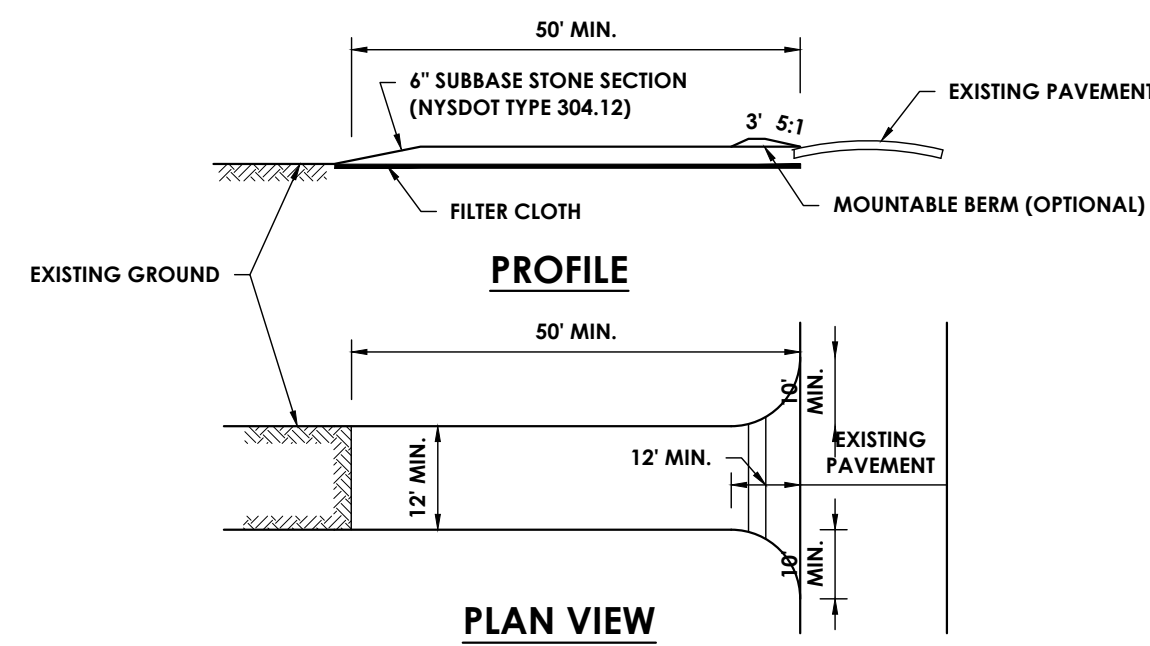 50' MIN.
6" SUBBASE STONE SECTION
(NYSDOT TYPE 304.12)
EXISTING PAVEMENT
3' 5:1
FILTER CLOTH
MOUNTABLE BERM (OPTIONAL)
EXISTING GROUND
PROFILE
50' MIN.
10'
MIN.
12' MIN.
12' MIN.
EXISTING
PAVEMENT
10'
MIN.
PLAN VIEW